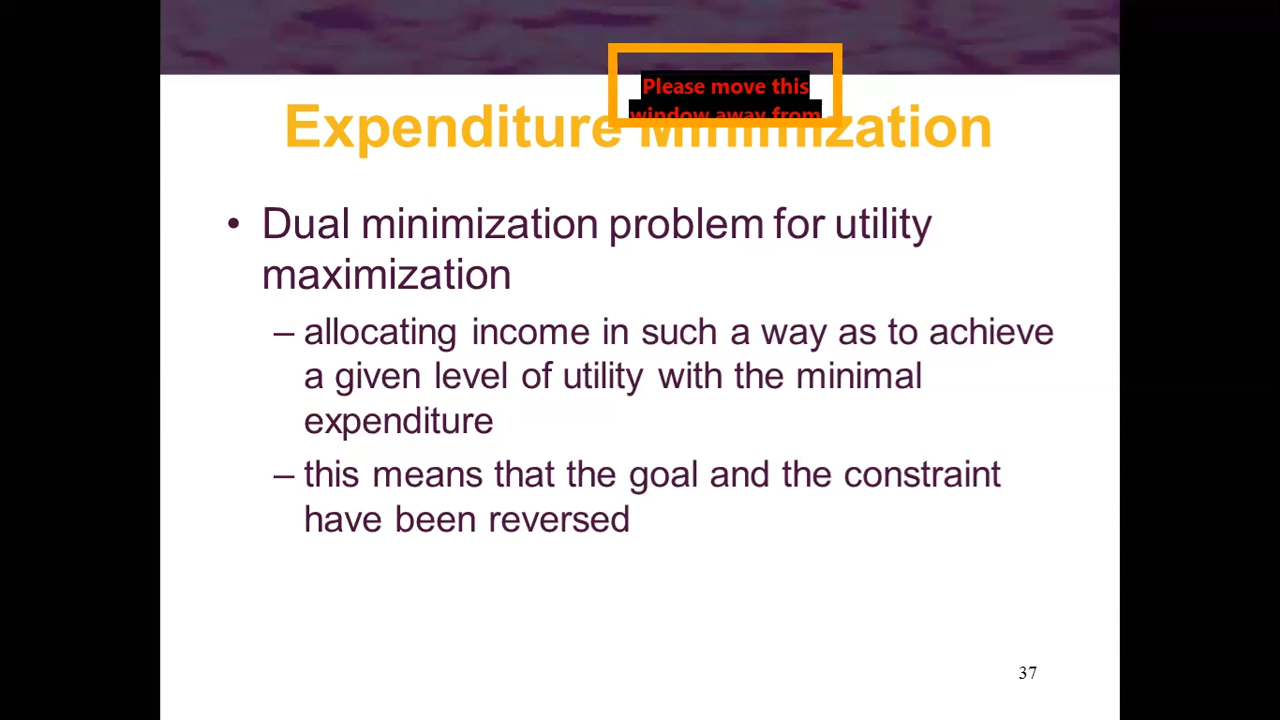 Please move this
window away from
Expenditure Minimization
• Dual minimization problem for utility
maximization
– allocating income in such a way as to achieve
a given level of utility with the minimal
expenditure
– this means that the goal and the constraint
have been reversed
37